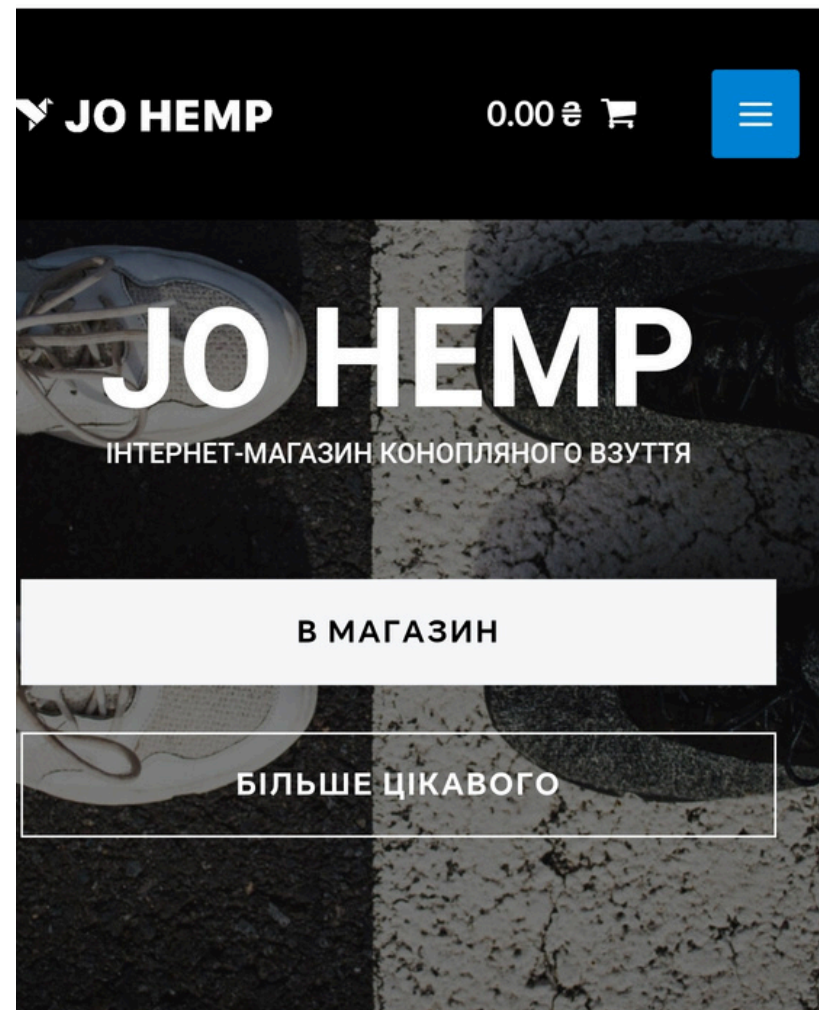 JO HEMP
0.00 ₴
JO HEMP
ІНТЕРНЕТ-МАГАЗИН КОНОПЛЯНОГО ВЗУТТЯ
В МАГАЗИН
БІЛЬШЕ ЦІКАВОГО